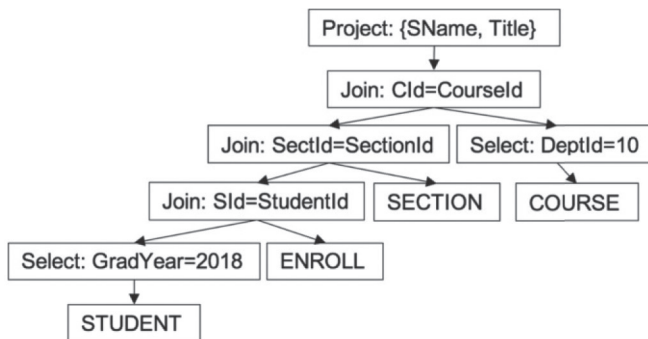 Project: {SName, Title}
Join: CId=CourseId
Join: SectId=SectionId
Select: DeptId=10
Join: SId=StudentId
SECTION
COURSE
Select: GradYear=2018
ENROLL
STUDENT